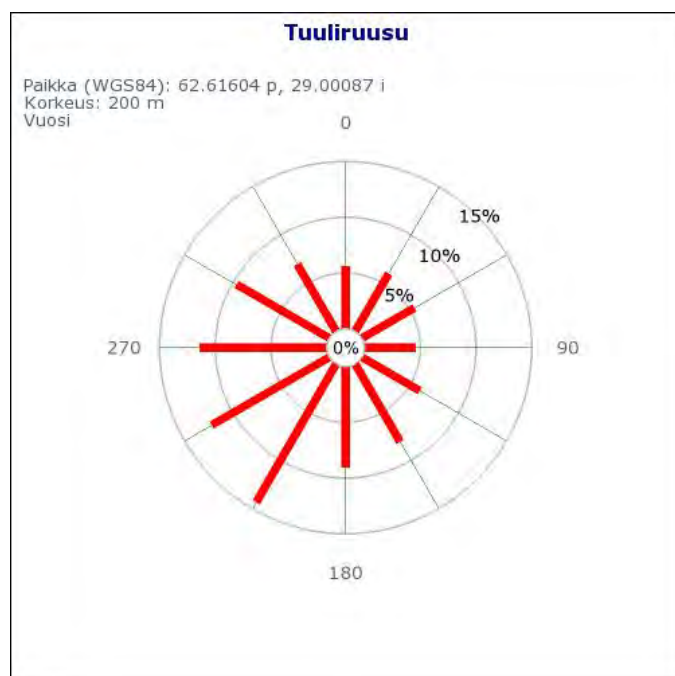 Tuuliruusu
Paikka (WGS84): 62.61604 p, 29.00087 i
Korkeus: 200 m
Vuosi
0
15%
10%
5%
270
0%
90
180